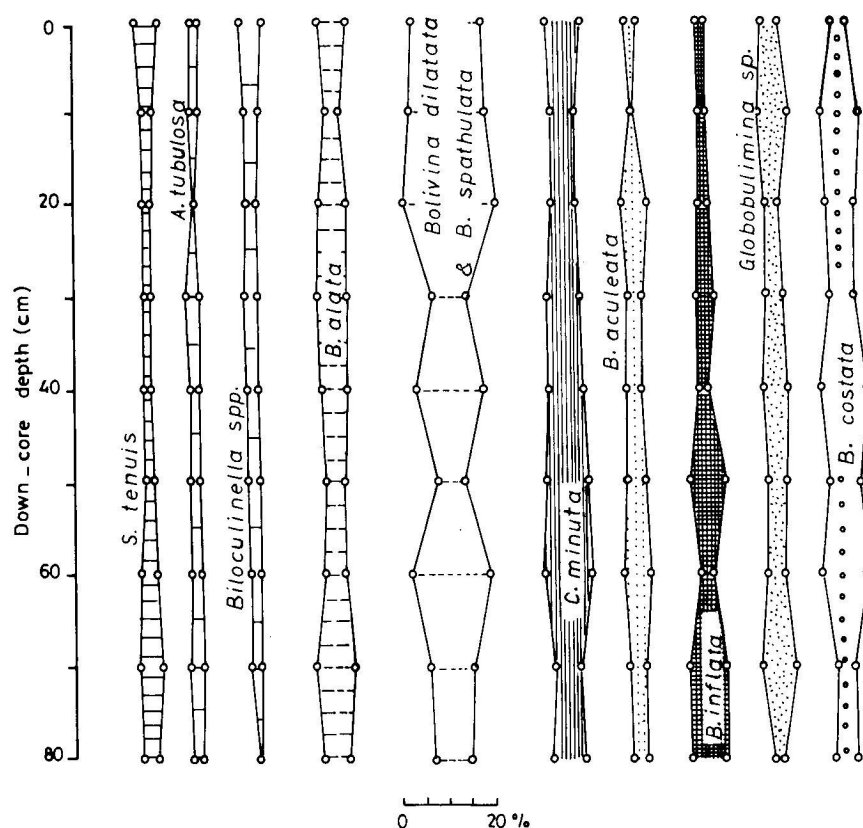 Down_core depth (cm)
0
20
40
60
80
S. tenuis
A. tubulosa
Biloculinella spp.
B. alata
Bolivina dilatata
& B. spathulata
C. minuta
B. aculeata
B. inflata
Globobulimina sp.
B. costata
0 20 %